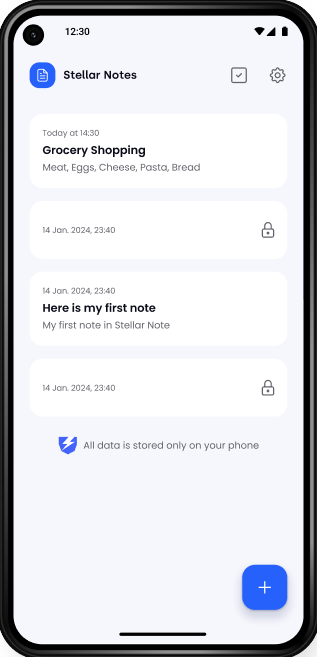 12:30
Stellar Notes
Today at 14:30
Grocery Shopping
Meat, Eggs, Cheese, Pasta, Bread
14 Jan. 2024, 23:40
14 Jan. 2024, 23:40
Here is my first note
My first note in Stellar Note
14 Jan. 2024, 23:40
All data is stored only on your phone